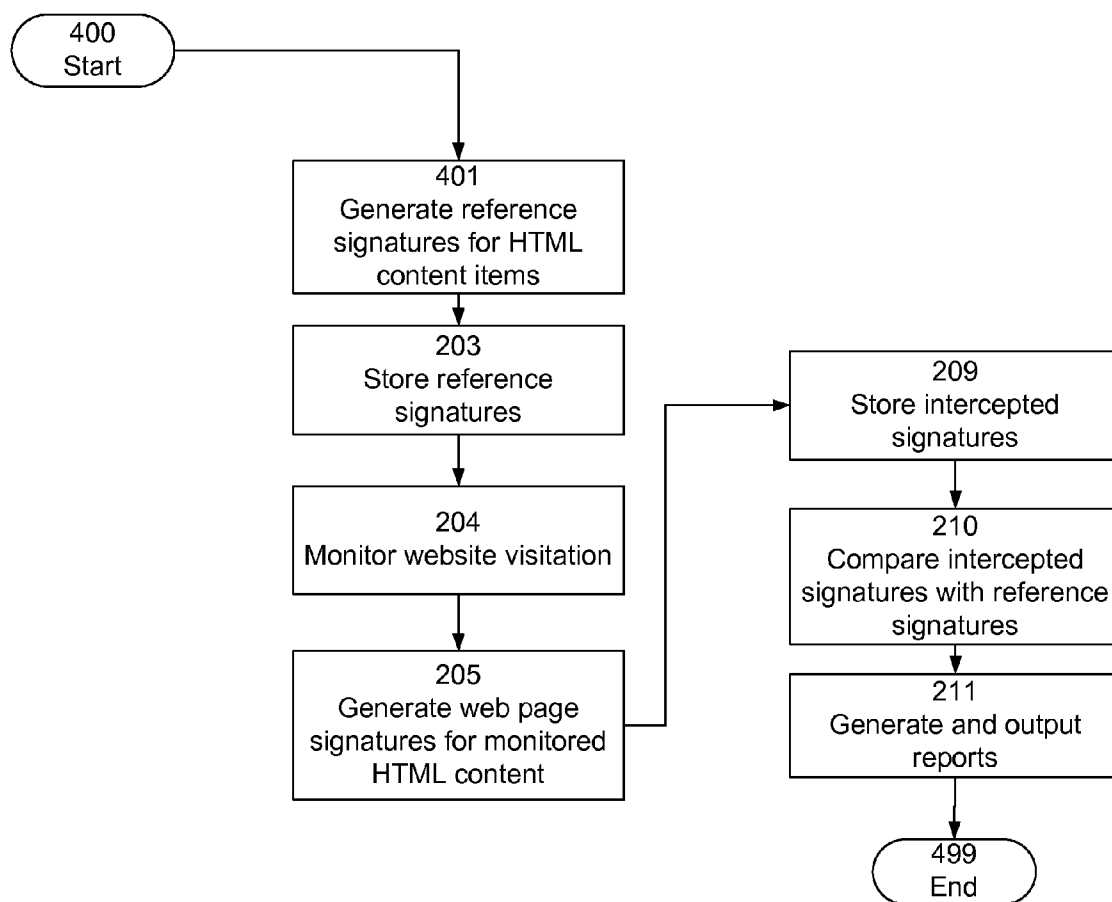 400
Start
401
Generate reference
signatures for HTML
content items
203
Store reference
signatures
204
Monitor website visitation
205
Generate web page
signatures for monitored
HTML content
209
Store intercepted
signatures
210
Compare intercepted
signatures with reference
signatures
211
Generate and output
reports
499
End